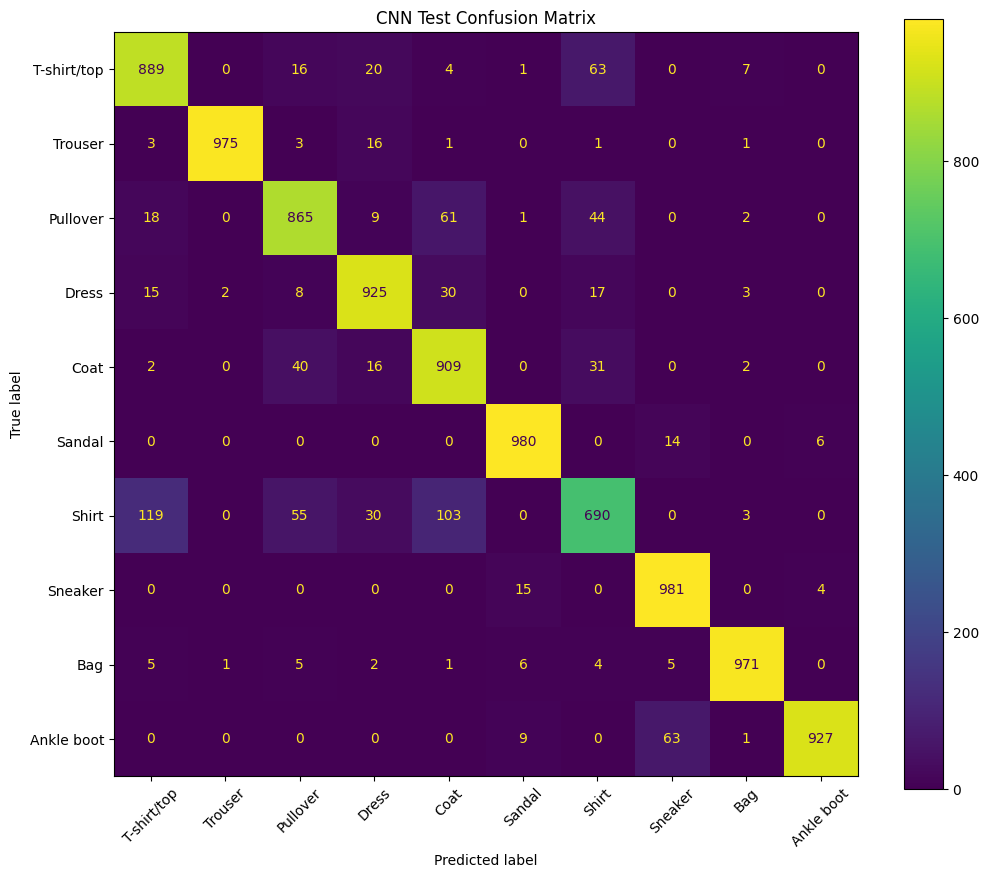 CNN Test Confusion Matrix
True label
T-shirt/top 889 0 16 20 4 1 63 0 7 0
Trouser 3 975 3 16 1 0 1 0 1 0
Pullover 18 0 865 9 61 1 44 0 2 0
Dress 15 2 8 925 30 0 17 0 3 0
Coat 2 0 40 16 909 0 31 0 2 0
Sandal 0 0 0 0 0 980 0 14 0 6
Shirt 119 0 55 30 103 0 690 0 3 0
Sneaker 0 0 0 0 0 15 0 981 0 4
Bag 5 1 5 2 1 6 4 5 971 0
Ankle boot 0 0 0 0 0 9 0 63 1 927
T-shirt/top Trouser Pullover Dress Coat Sandal Shirt Sneaker Bag Ankle boot
Predicted label
800
600
400
200
0